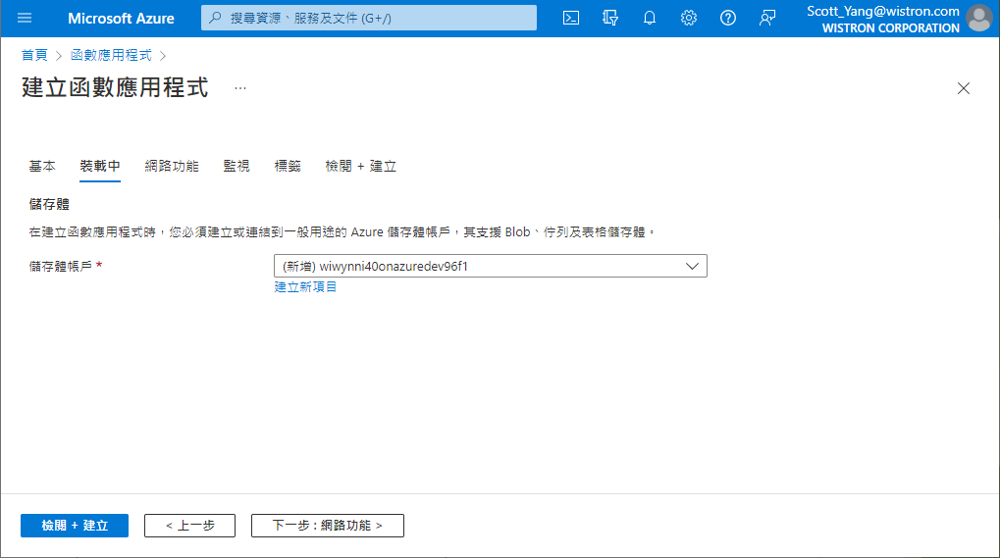 Microsoft Azure
搜尋資源、服務及文件 (G+/)
Scott_Yang@wistron.com
WISTRON CORPORATION
首頁 > 函數應用程式 >
建立函數應用程式 ...
基本 裝載中 網路功能 監視 標籤 檢閱 + 建立
儲存體
在建立函數應用程式時，您必須建立或連結到一般用途的 Azure 儲存體帳戶，其支援 Blob、佇列及表格儲存體。
儲存體帳戶 * (新增) wiwynni40onazuredev96f1
建立新項目
檢閱 + 建立 < 上一步 下一步 : 網路功能 >